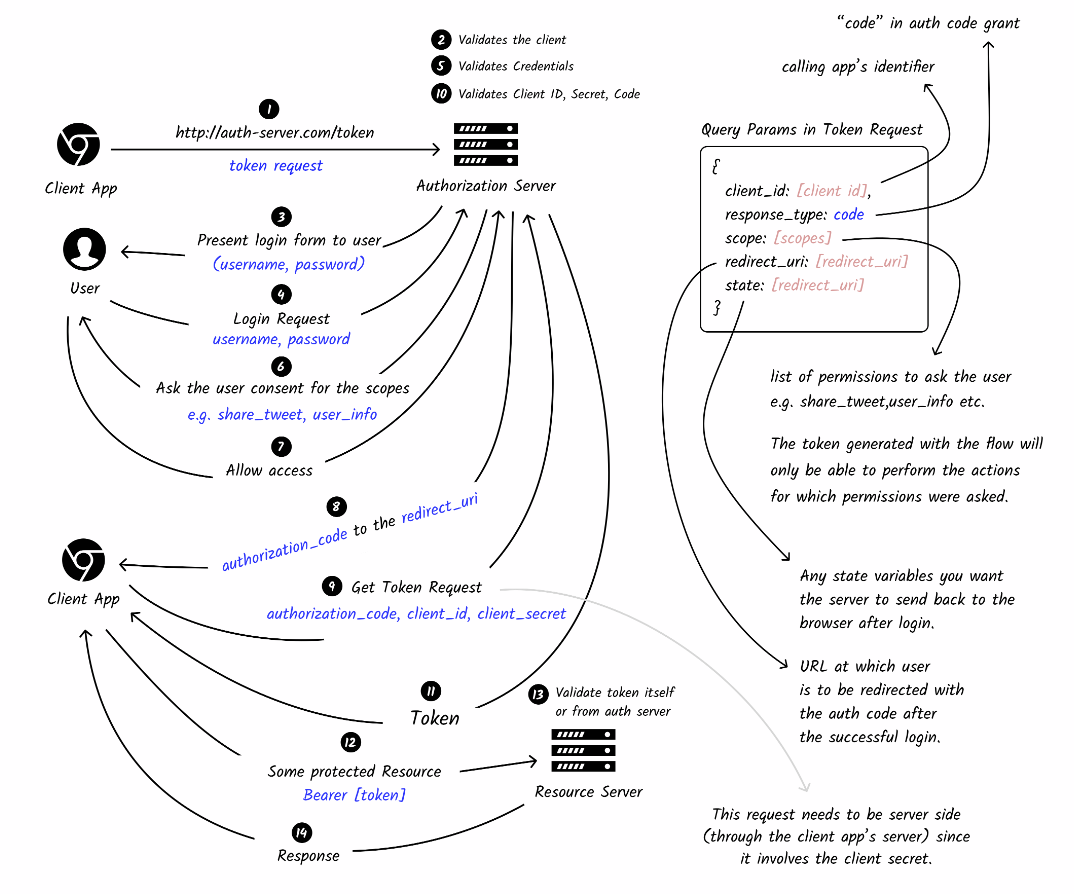 "code" in auth code grant
calling app's identifier
2 Validates the client
5 Validates Credentials
10 Validates Client ID, Secret, Code
1
http://auth-server.com/token
token request
Client App
Authorization Server
3
Present login form to user
(username, password)
User
4
Login Request
username, password
6
Ask the user consent for the scopes
e.g. share_tweet, user_info
7
Allow access
8
authorization_code to the redirect_uri
Client App
9 Get Token Request
authorization_code, client_id, client_secret
11
Token
13 Validate token itself
or from auth server
12
Some protected Resource
Bearer [token]
Resource Server
14
Response
Query Params in Token Request
{
client_id: [client id],
response_type: code
scope: [scopes]
redirect_uri: [redirect_uri]
state: [redirect_uri]
}
list of permissions to ask the user
e.g. share_tweet,user_info etc.
The token generated with the flow will
only be able to perform the actions
for which permissions were asked.
Any state variables you want
the server to send back to the
browser after login.
URL at which user
is to be redirected with
the auth code after
the successful login.
This request needs to be server side
(through the client app's server) since
it involves the client secret.